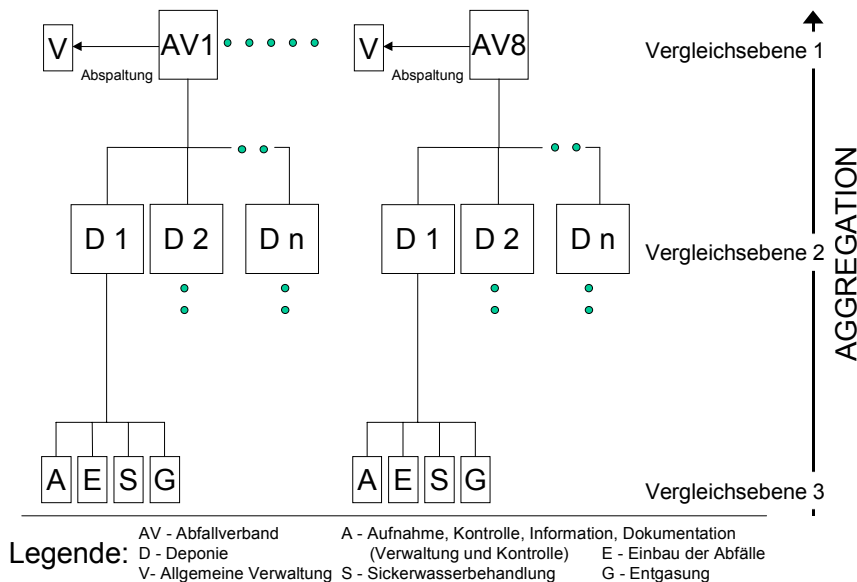 V AV1 V AV8 Vergleichsebene 1
Abspaltung Abspaltung
D 1 D 2 D n D 1 D 2 D n Vergleichsebene 2
AGGREGATION
A E S G A E S G Vergleichsebene 3
Legende:
AV - Abfallverband A - Aufnahme, Kontrolle, Information, Dokumentation
D - Deponie (Verwaltung und Kontrolle) E - Einbau der Abfälle
V- Allgemeine Verwaltung S - Sickerwasserbehandlung G - Entgasung